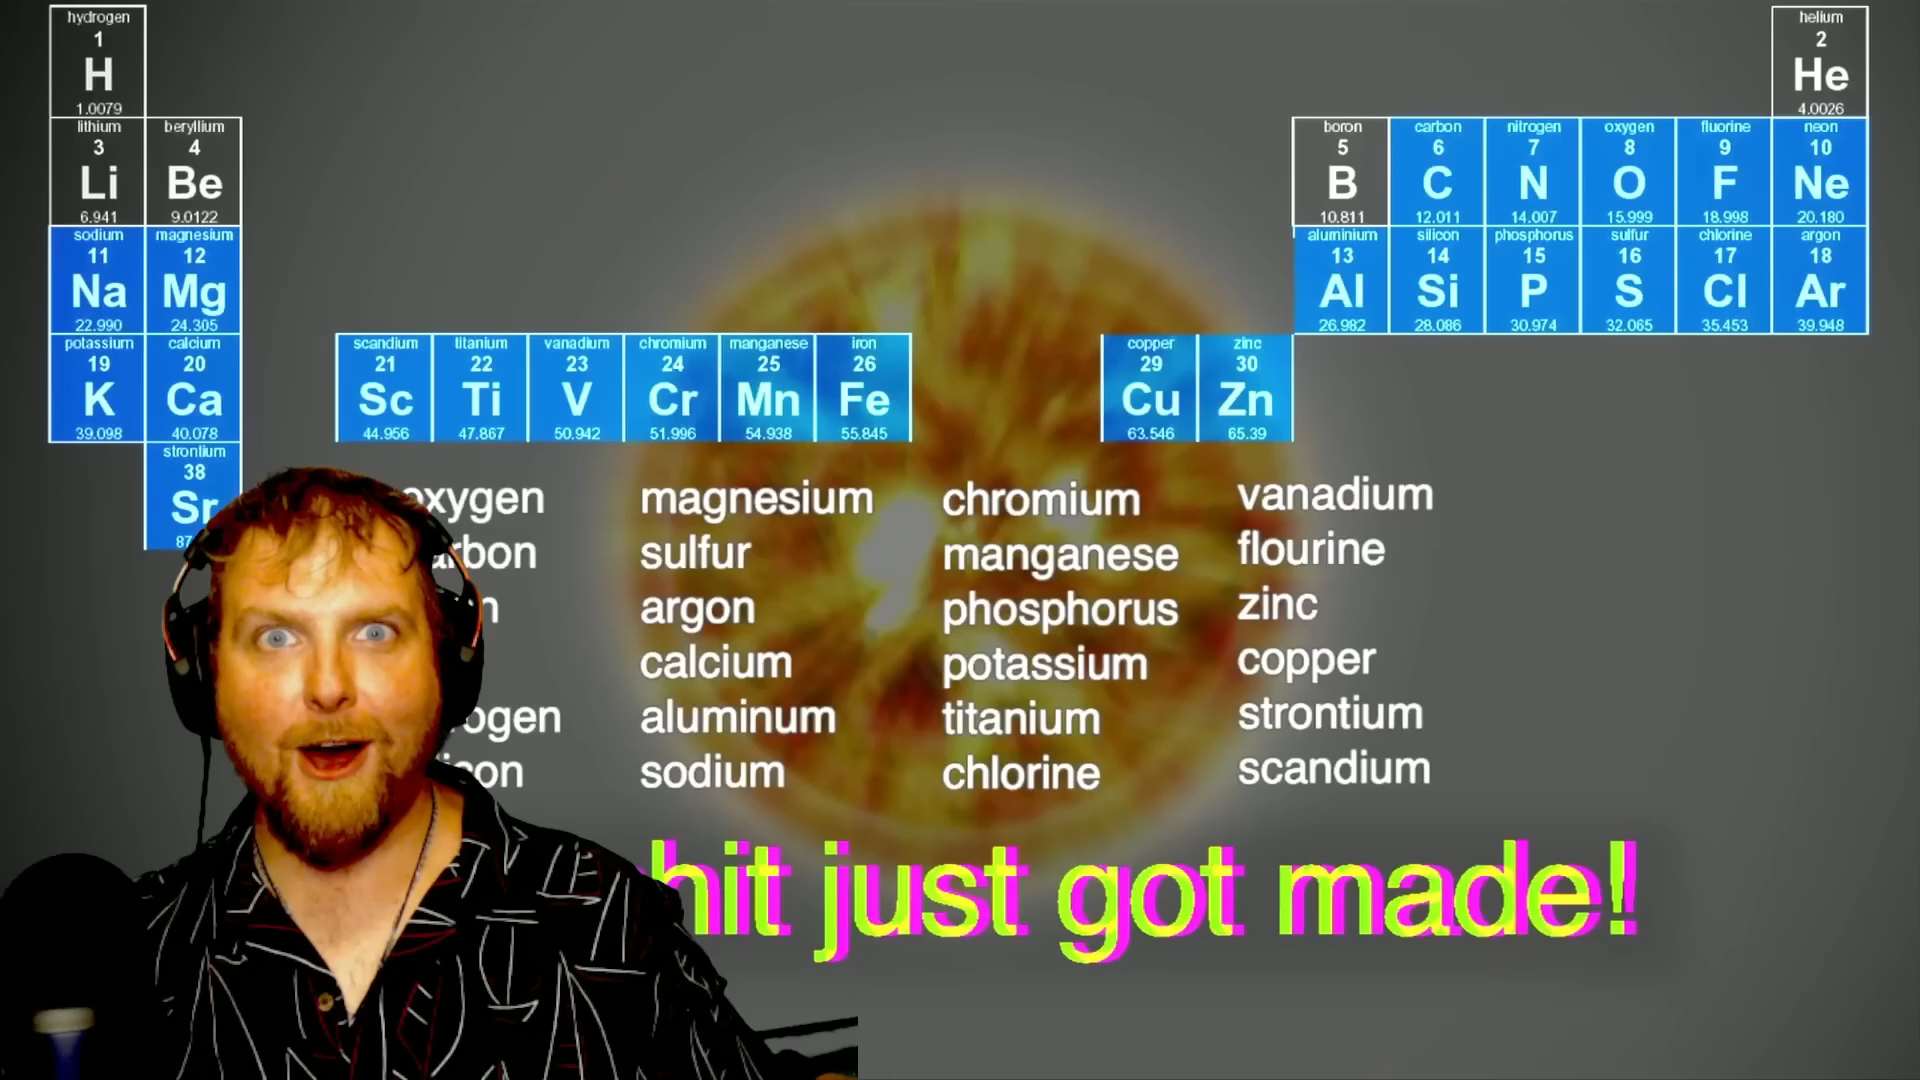 hydrogen
1
H
1.0079
helium
2
He
4.0026
lithium
3
Li
6.941
beryllium
4
Be
9.0122
boron
5
B
10.811
carbon
6
C
12.011
nitrogen
7
N
14.007
oxygen
8
O
15.999
fluorine
9
F
18.998
neon
10
Ne
20.180
sodium
11
Na
22.990
magnesium
12
Mg
24.305
aluminium
13
Al
26.982
silicon
14
Si
28.086
phosphorus
15
P
30.974
sulfur
16
S
32.065
chlorine
17
Cl
35.453
argon
18
Ar
39.948
potassium
19
K
39.098
calcium
20
Ca
40.078
scandium
21
Sc
44.956
titanium
22
Ti
47.867
vanadium
23
V
50.942
chromium
24
Cr
51.996
manganese
25
Mn
54.938
iron
26
Fe
55.845
copper
29
Cu
63.546
zinc
30
Zn
65.39
strontium
38
Sr
87
oxygen
magnesium
sulfur
argon
calcium
aluminum
sodium
chromium
manganese
phosphorus
potassium
titanium
chlorine
vanadium
flourine
zinc
copper
strontium
scandium
hit just got made!